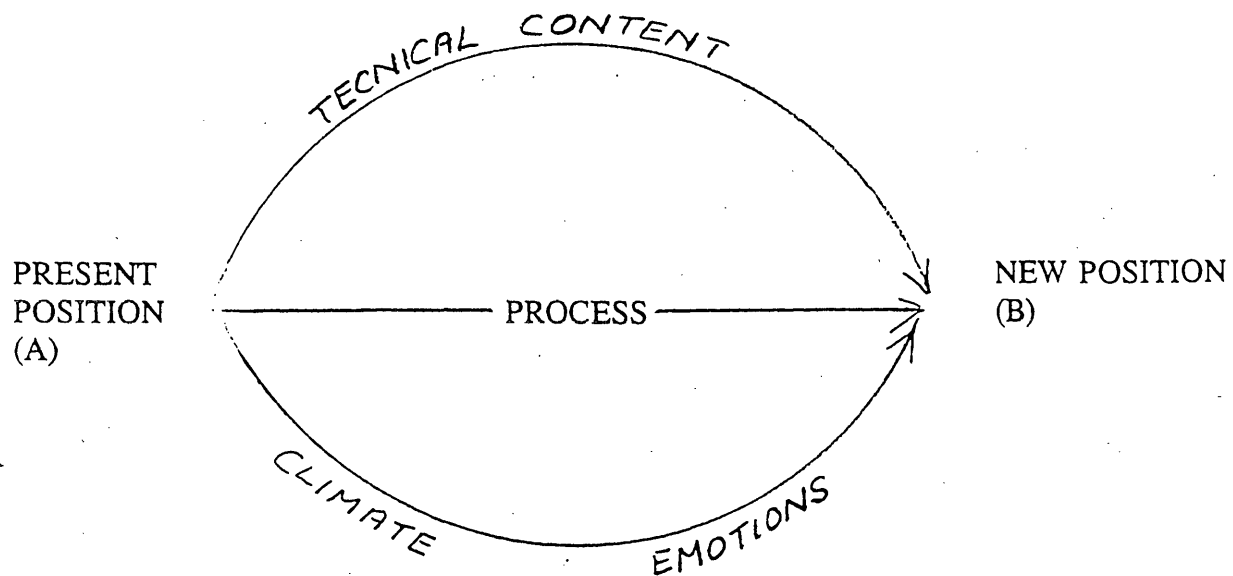 TECNICAL CONTENT
PRESENT
POSITION
(A)
PROCESS
NEW POSITION
(B)
CLIMATE EMOTIONS